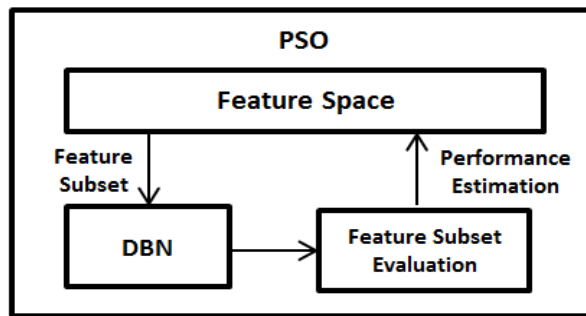 PSO
Feature Space
Feature
Subset
Performance
Estimation
DBN
Feature Subset
Evaluation